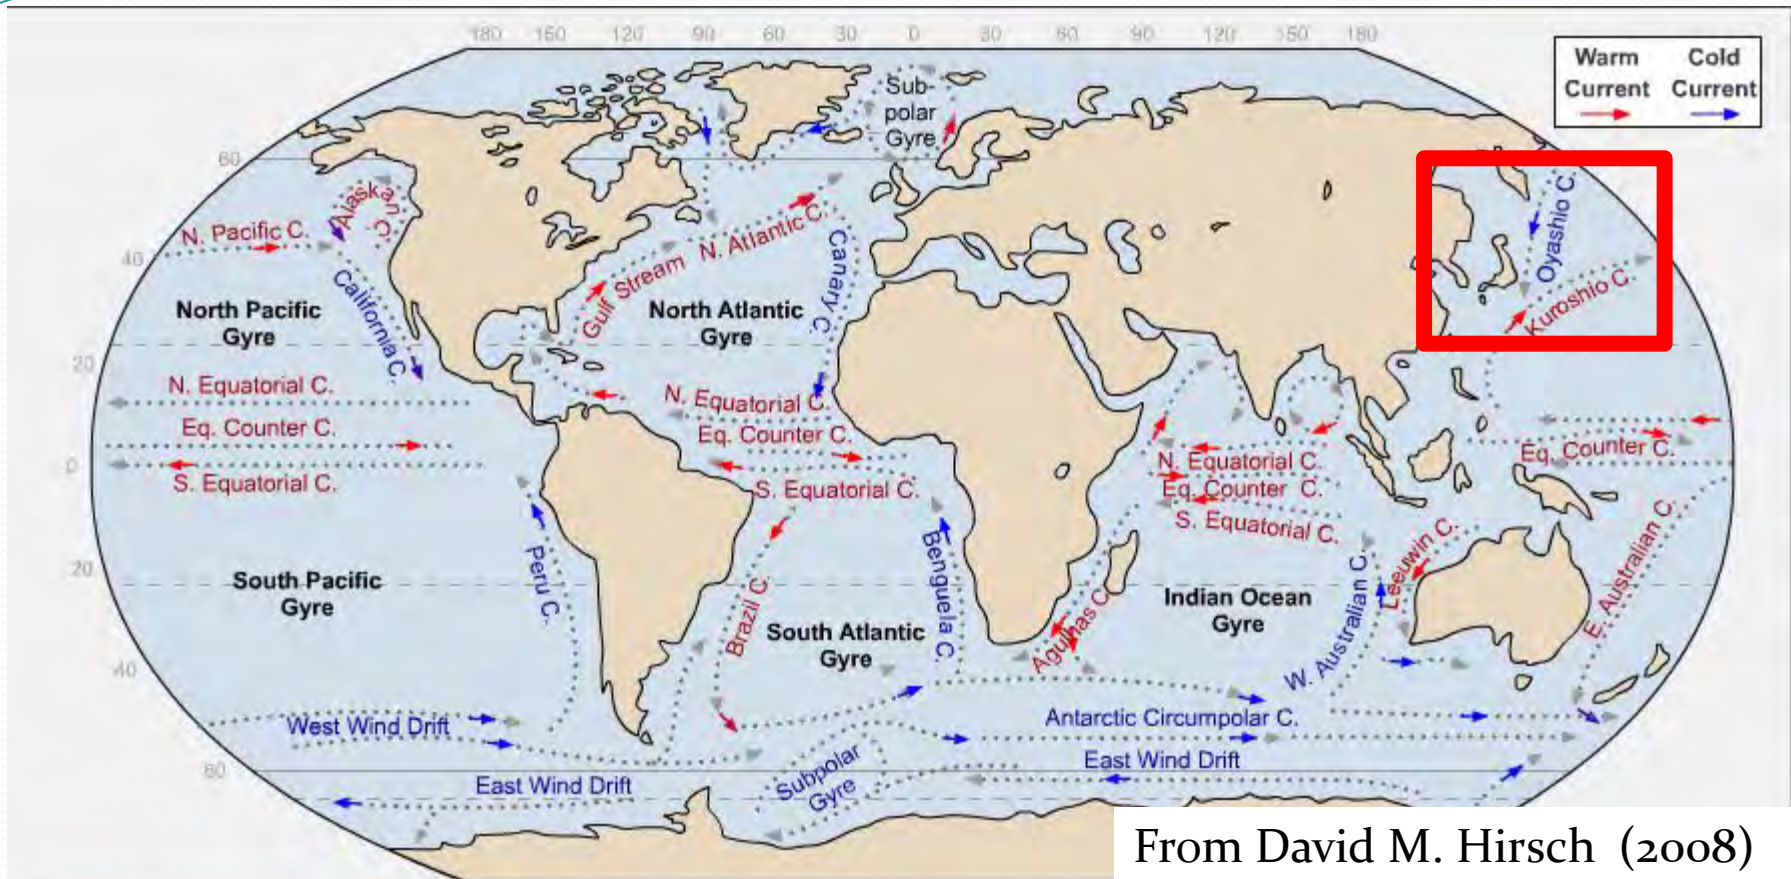 180 150 120 90 60 30 0 30 60 90 120 150 180
Warm Current
Cold Current
Sub-
polar
Gyre
60
Alaskan C.
N. Pacific C.
40
California C.
North Pacific
Gyre
Gulf Stream
N. Atlantic C.
North Atlantic
Gyre
Canary C.
Oyashio C.
Kuroshio C.
20
N. Equatorial C.
Eq. Counter C.
0
S. Equatorial C.
N. Equatorial C.
Eq. Counter C.
S. Equatorial C.
N. Equatorial C.
Eq. Counter C.
S. Equatorial C.
Eq. Counter C.
Peru C.
Brazil C.
Benguela C.
Agulhas C.
W. Australian C.
Leeuwin C.
E. Australian C.
20
South Pacific
Gyre
South Atlantic
Gyre
Indian Ocean
Gyre
40
West Wind Drift
Antarctic Circumpolar C.
60
East Wind Drift
Subpolar
Gyre
East Wind Drift
From David M. Hirsch (2008)